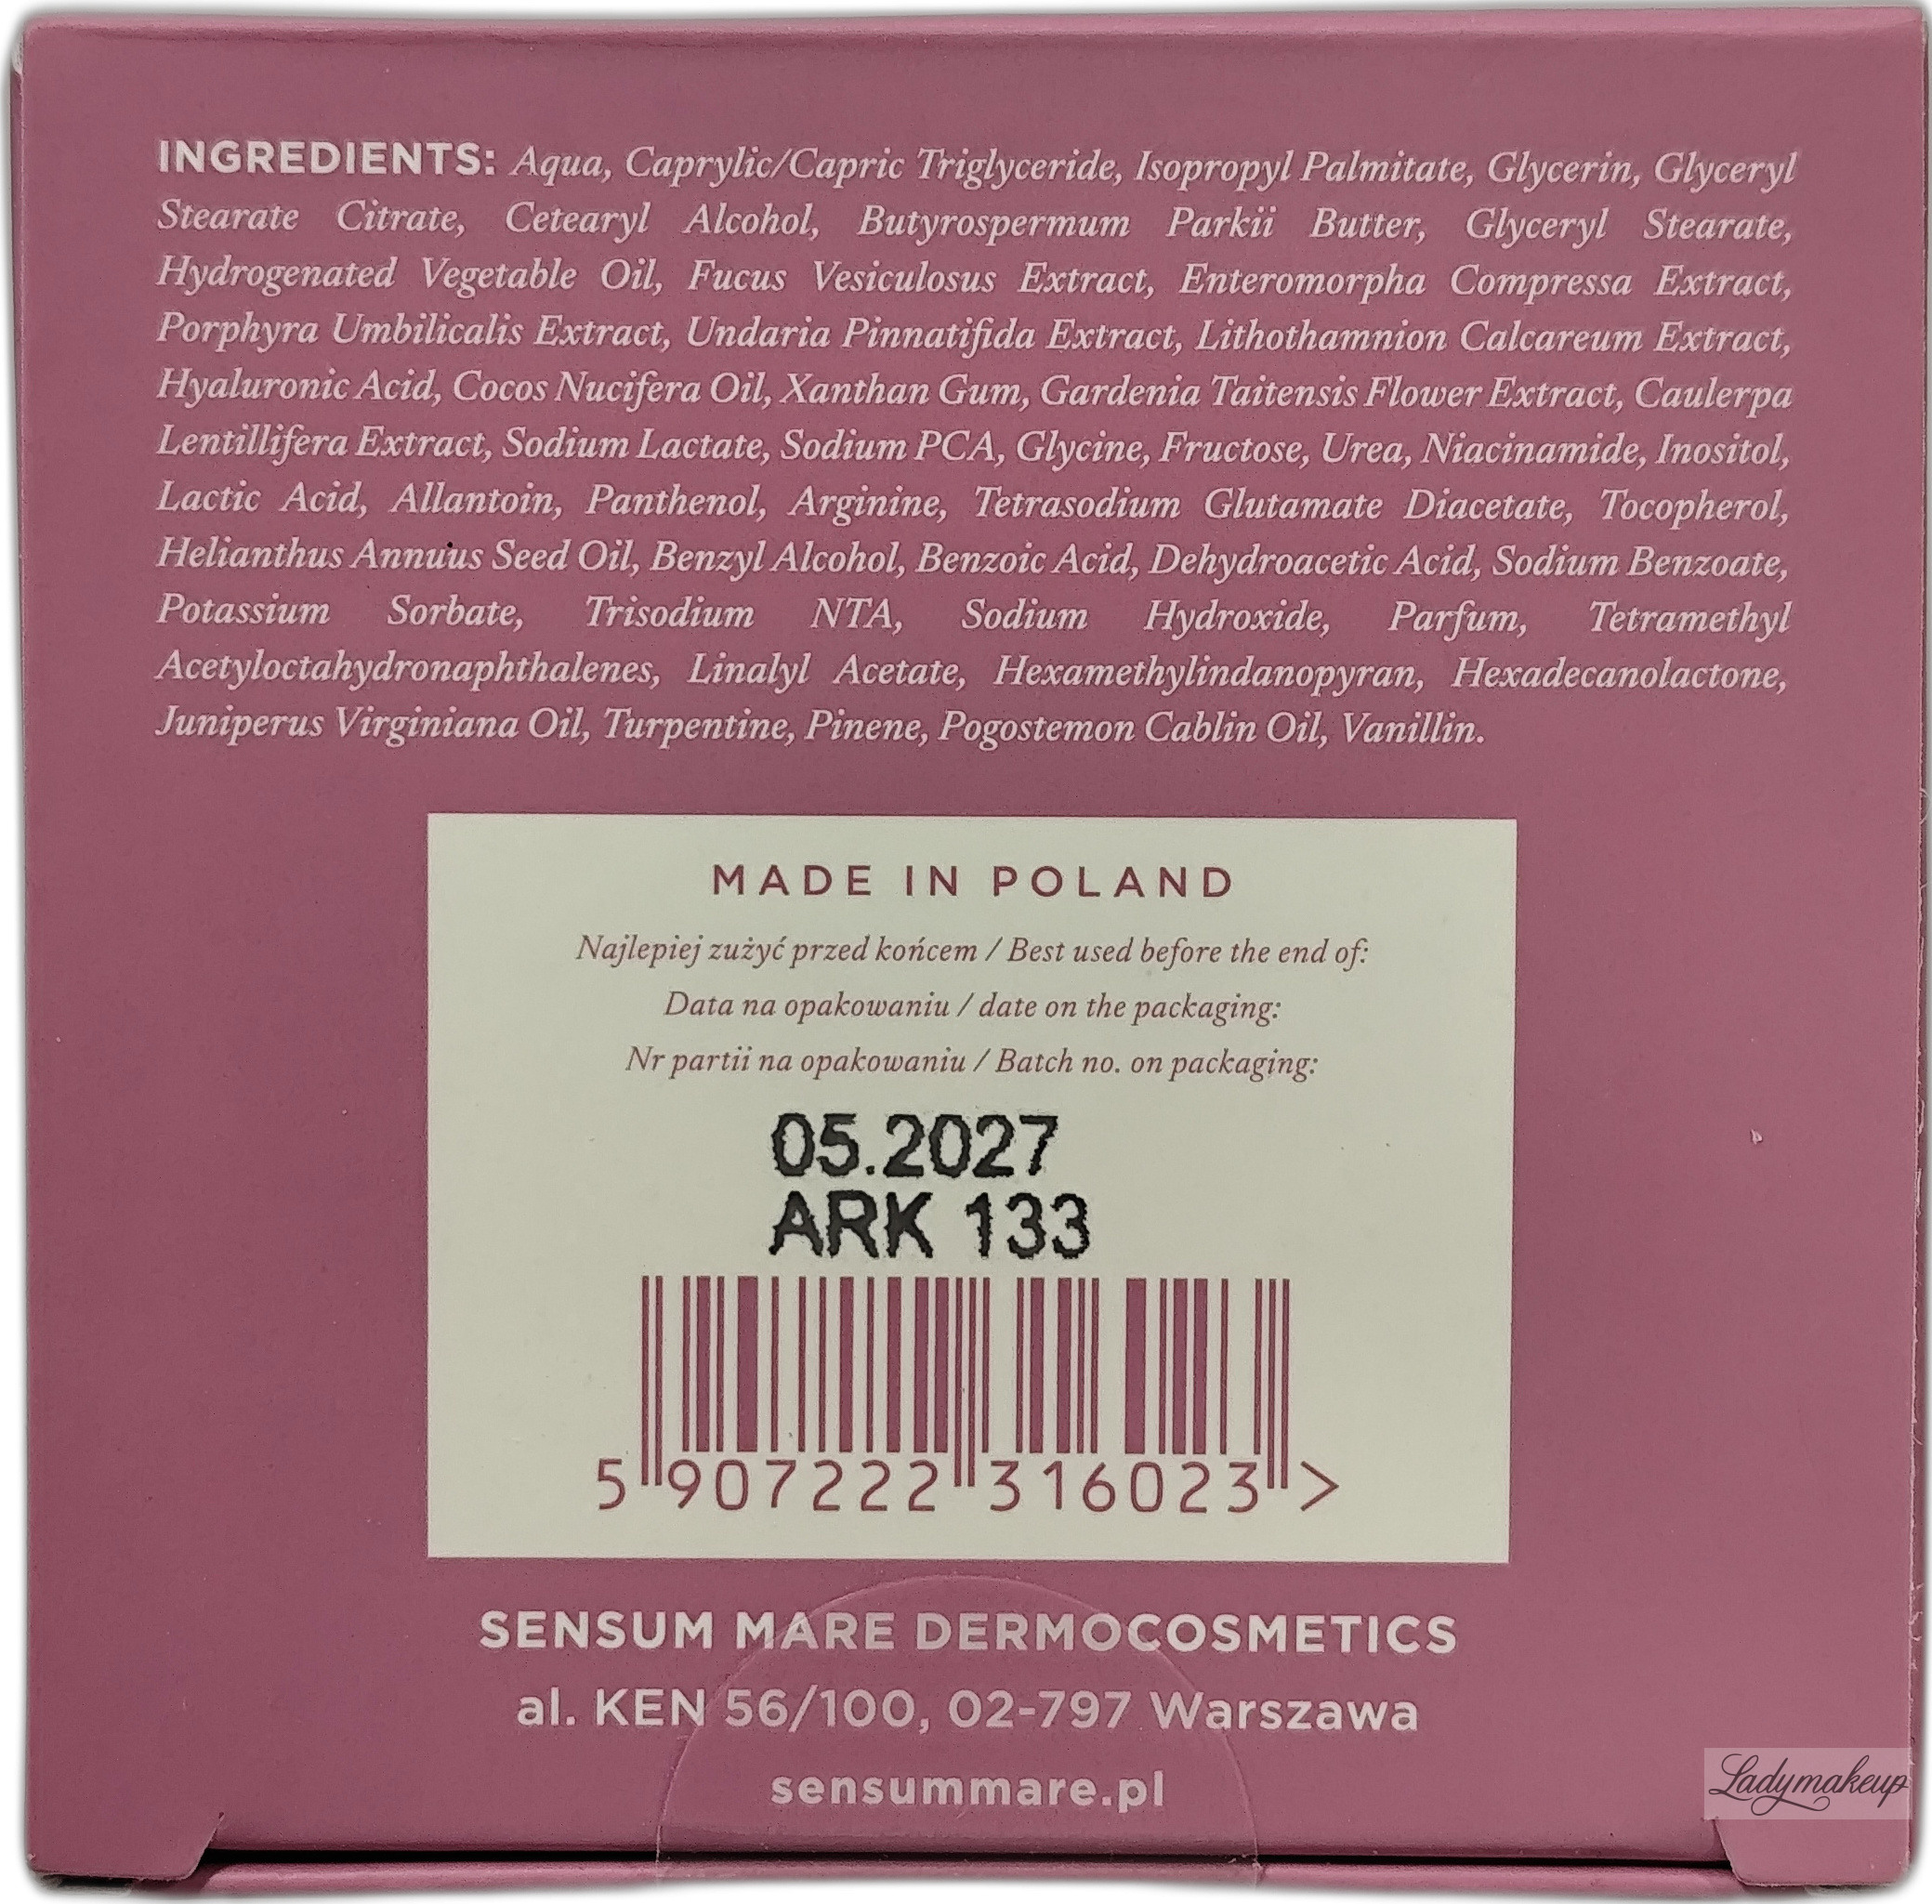 INGREDIENTS: Aqua, Caprylic/Capric Triglyceride, Isopropyl Palmitate, Glycerin, Glyceryl
Stearate Citrate, Cetearyl Alcohol, Butyrospermum Parkii Butter, Glyceryl Stearate,
Hydrogenated Vegetable Oil, Fucus Vesiculosus Extract, Enteromorpha Compressa Extract,
Porphyra Umbilicalis Extract, Undaria Pinnatifida Extract, Lithothamnion Calcareum Extract,
Hyaluronic Acid, Cocos Nucifera Oil, Xanthan Gum, Gardenia Taitensis Flower Extract, Caulerpa
Lentillifera Extract, Sodium Lactate, Sodium PCA, Glycine, Fructose, Urea, Niacinamide, Inositol,
Lactic Acid, Allantoin, Panthenol, Arginine, Tetrasodium Glutamate Diacetate, Tocopherol,
Helianthus Annuus Seed Oil, Benzyl Alcohol, Benzoic Acid, Dehydroacetic Acid, Sodium Benzoate,
Potassium Sorbate, Trisodium NTA, Sodium Hydroxide, Parfum, Tetramethyl
Acetyloctahydronaphthalenes, Linalyl Acetate, Hexamethylindanopyran, Hexadecanolactone,
Juniperus Virginiana Oil, Turpentine, Pinene, Pogostemon Cablin Oil, Vanillin.
MADE IN POLAND
Najlepiej zużyć przed końcem / Best used before the end of:
Data na opakowaniu / date on the packaging:
Nr partii na opakowaniu / Batch no. on packaging:
05.2027
ARK 133
5 907222 316023 >
SENSUM MARE DERMOCOSMETICS
al. KEN 56/100, 02-797 Warszawa
sensummare.pl
Ladymakeup